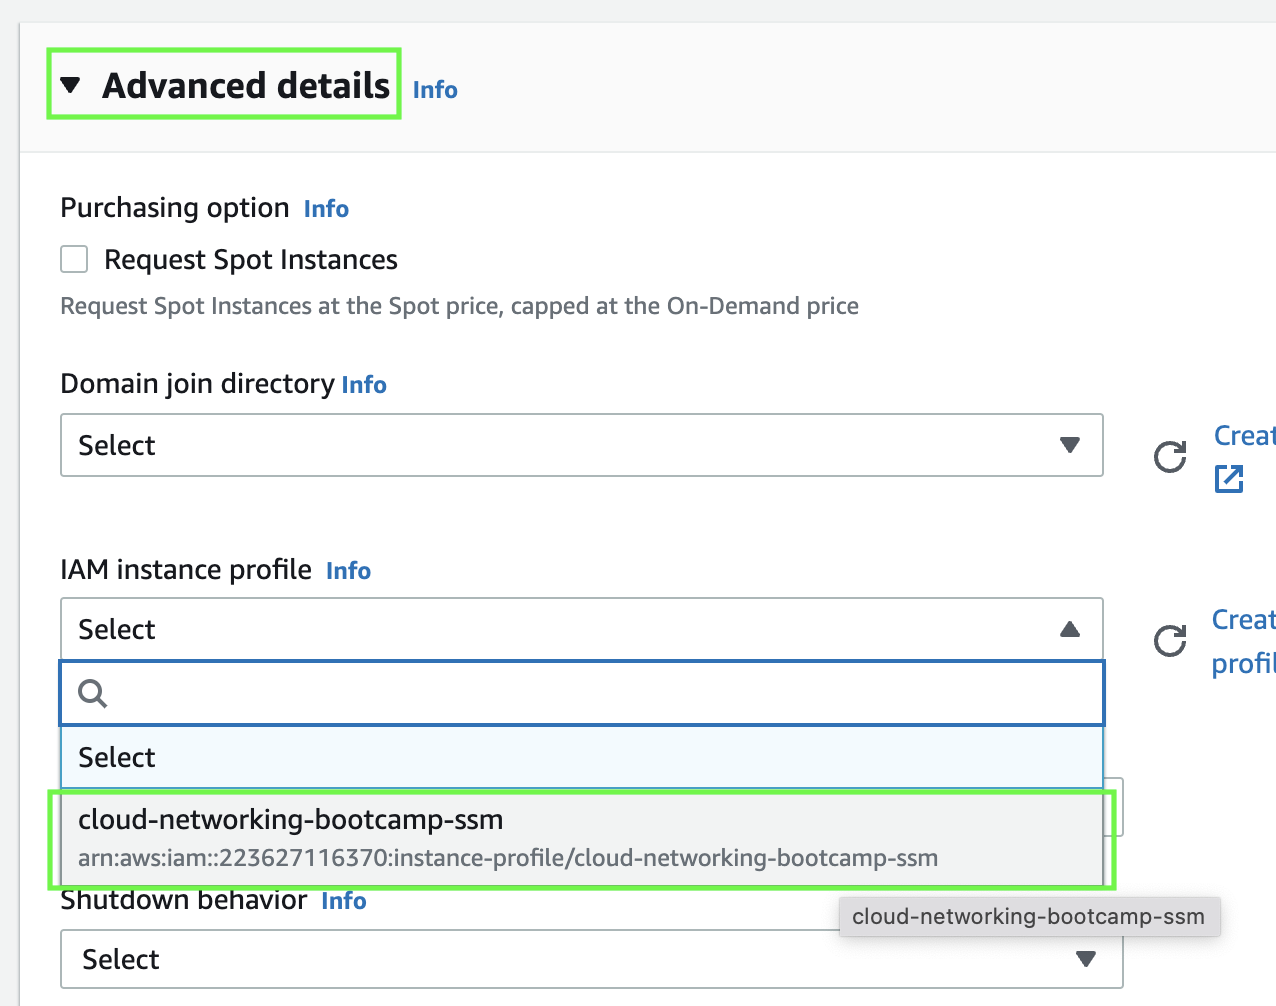 Advanced details Info
Purchasing option Info
Request Spot Instances
Request Spot Instances at the Spot price, capped at the On-Demand price
Domain join directory Info
Select
Creat
IAM instance profile Info
Select
Creat
profil
Select
cloud-networking-bootcamp-ssm
arn:aws:iam::223627116370:instance-profile/cloud-networking-bootcamp-ssm
Shutdown behavior Info
cloud-networking-bootcamp-ssm
Select